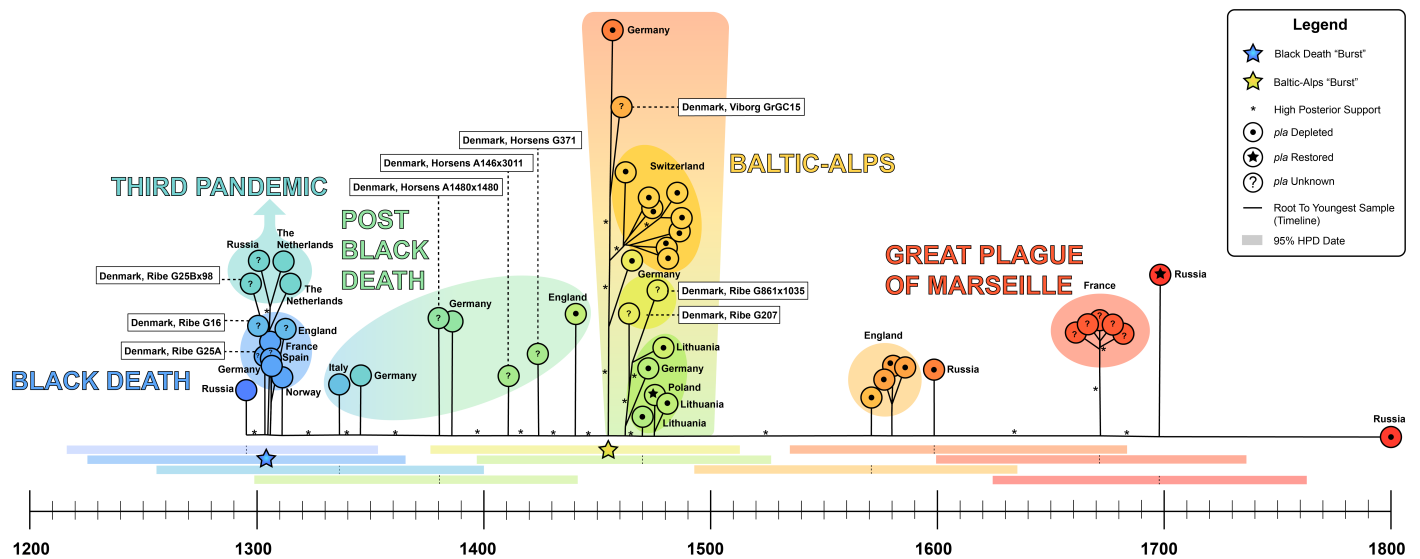 Legend
Black Death “Burst”
Baltic-Alps “Burst”
* High Posterior Support
pla Depleted
pla Restored
? pla Unknown
Root To Youngest Sample
(Timeline)
95% HPD Date
Germany
Denmark, Viborg GrGC15
Denmark, Horsens G371
Denmark, Horsens A146x3011
Denmark, Horsens A1480x1480
Switzerland
BALTIC-ALPS
THIRD PANDEMIC
POST
BLACK
DEATH
Russia
The
Netherlands
Denmark, Ribe G25Bx98
The
Netherlands
Denmark, Ribe G16
England
Denmark, Ribe G25A
France
Spain
Germany
BLACK DEATH
Russia
Norway
Italy
Germany
Germany
England
Germany
Denmark, Ribe G861x1035
Denmark, Ribe G207
Lithuania
Germany
Poland
Lithuania
Lithuania
GREAT PLAGUE
OF MARSEILLE
France
Russia
England
Russia
Russia
1200
1300
1400
1500
1600
1700
1800